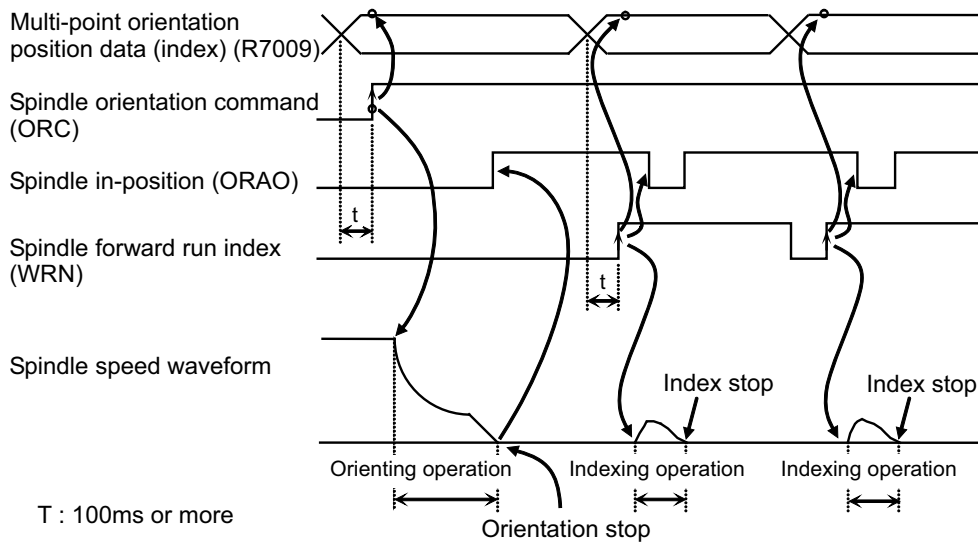 Multi-point orientation
position data (index) (R7009)
Spindle orientation command
(ORC)
Spindle in-position (ORAO)
t
Spindle forward run index
(WRN)
t
Spindle speed waveform
Index stop
Index stop
Orienting operation
Indexing operation
Indexing operation
T : 100ms or more
Orientation stop